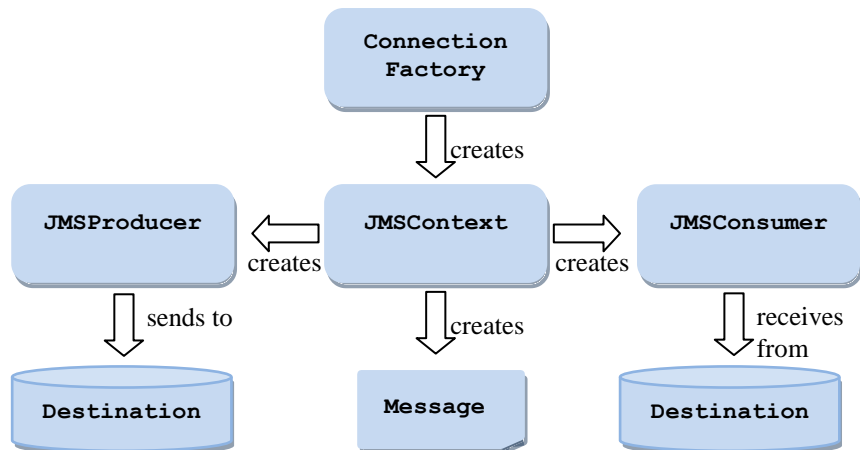 Connection
Factory
creates
JMSProducer
JMSContext
JMSConsumer
creates
creates
sends to
creates
receives
from
Destination
Message
Destination